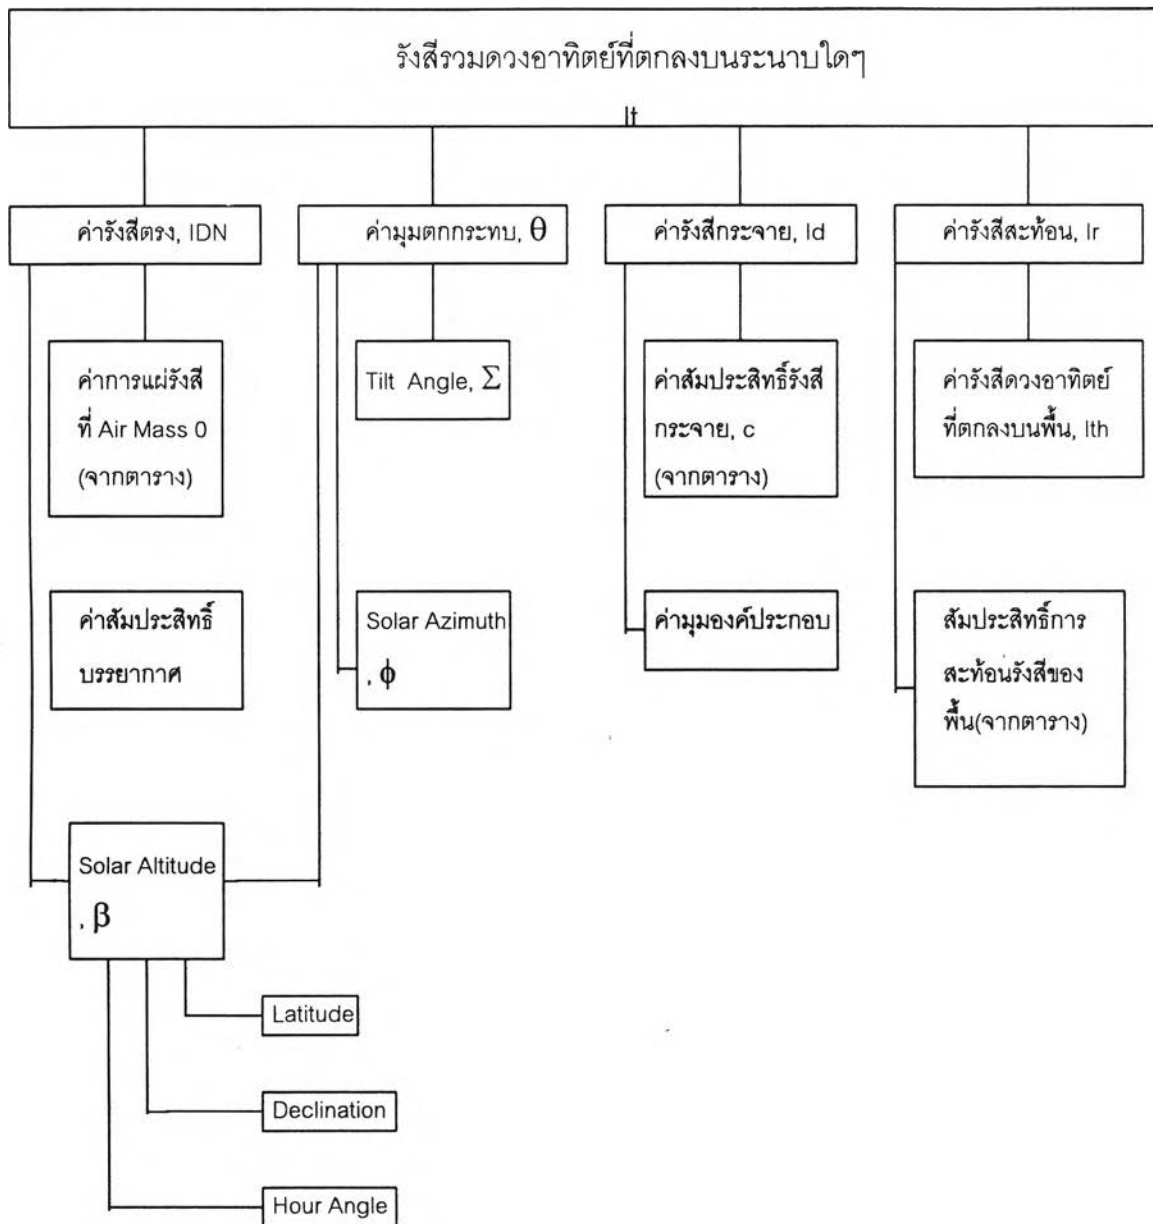 รังสีรวมดวงอาทิตย์ที่ตกลงบนระนาบใดๆ
It
ค่ารังสีตรง, IDN
ค่ามุมตกกระทบ, θ
ค่ารังสีกระจาย, Id
ค่ารังสีสะท้อน, Ir
ค่าการแผ่รังสี
ที่ Air Mass 0
(จากตาราง)
Tilt Angle, Σ
ค่าสัมประสิทธิ์รังสี
กระจาย, c
(จากตาราง)
ค่ารังสีดวงอาทิตย์
ที่ตกลงบนพื้น, Ith
ค่าสัมประสิทธิ์
บรรยากาศ
Solar Azimuth
, ϕ
ค่ามุมองค์ประกอบ
สัมประสิทธิ์การ
สะท้อนรังสีของ
พื้น(จากตาราง)
Solar Altitude
, β
Latitude
Declination
Hour Angle